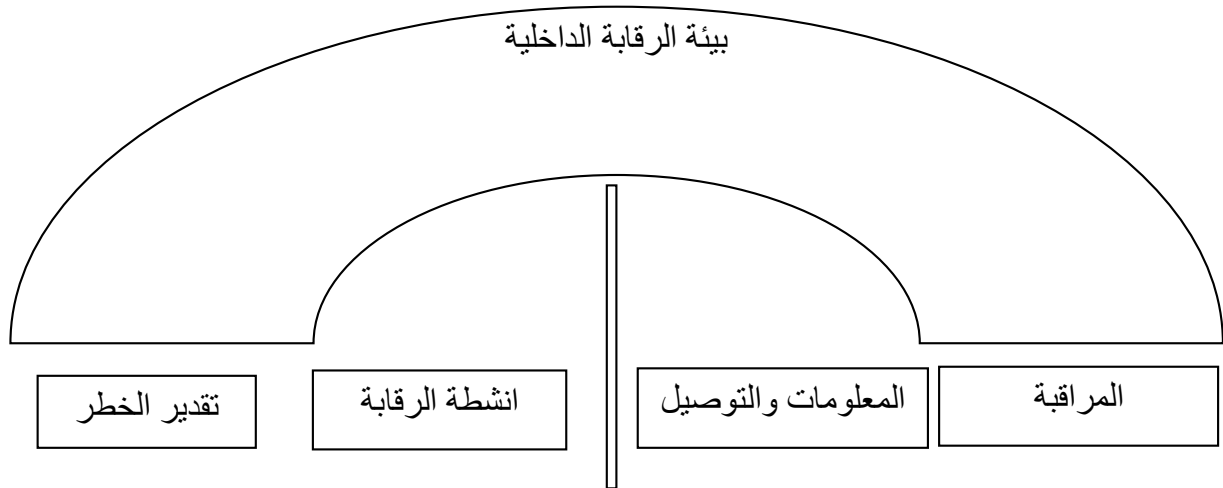 بيئة الرقابة الداخلية
المراقبة
المعلومات والتوصيل
انشطة الرقابة
تقدير الخطر